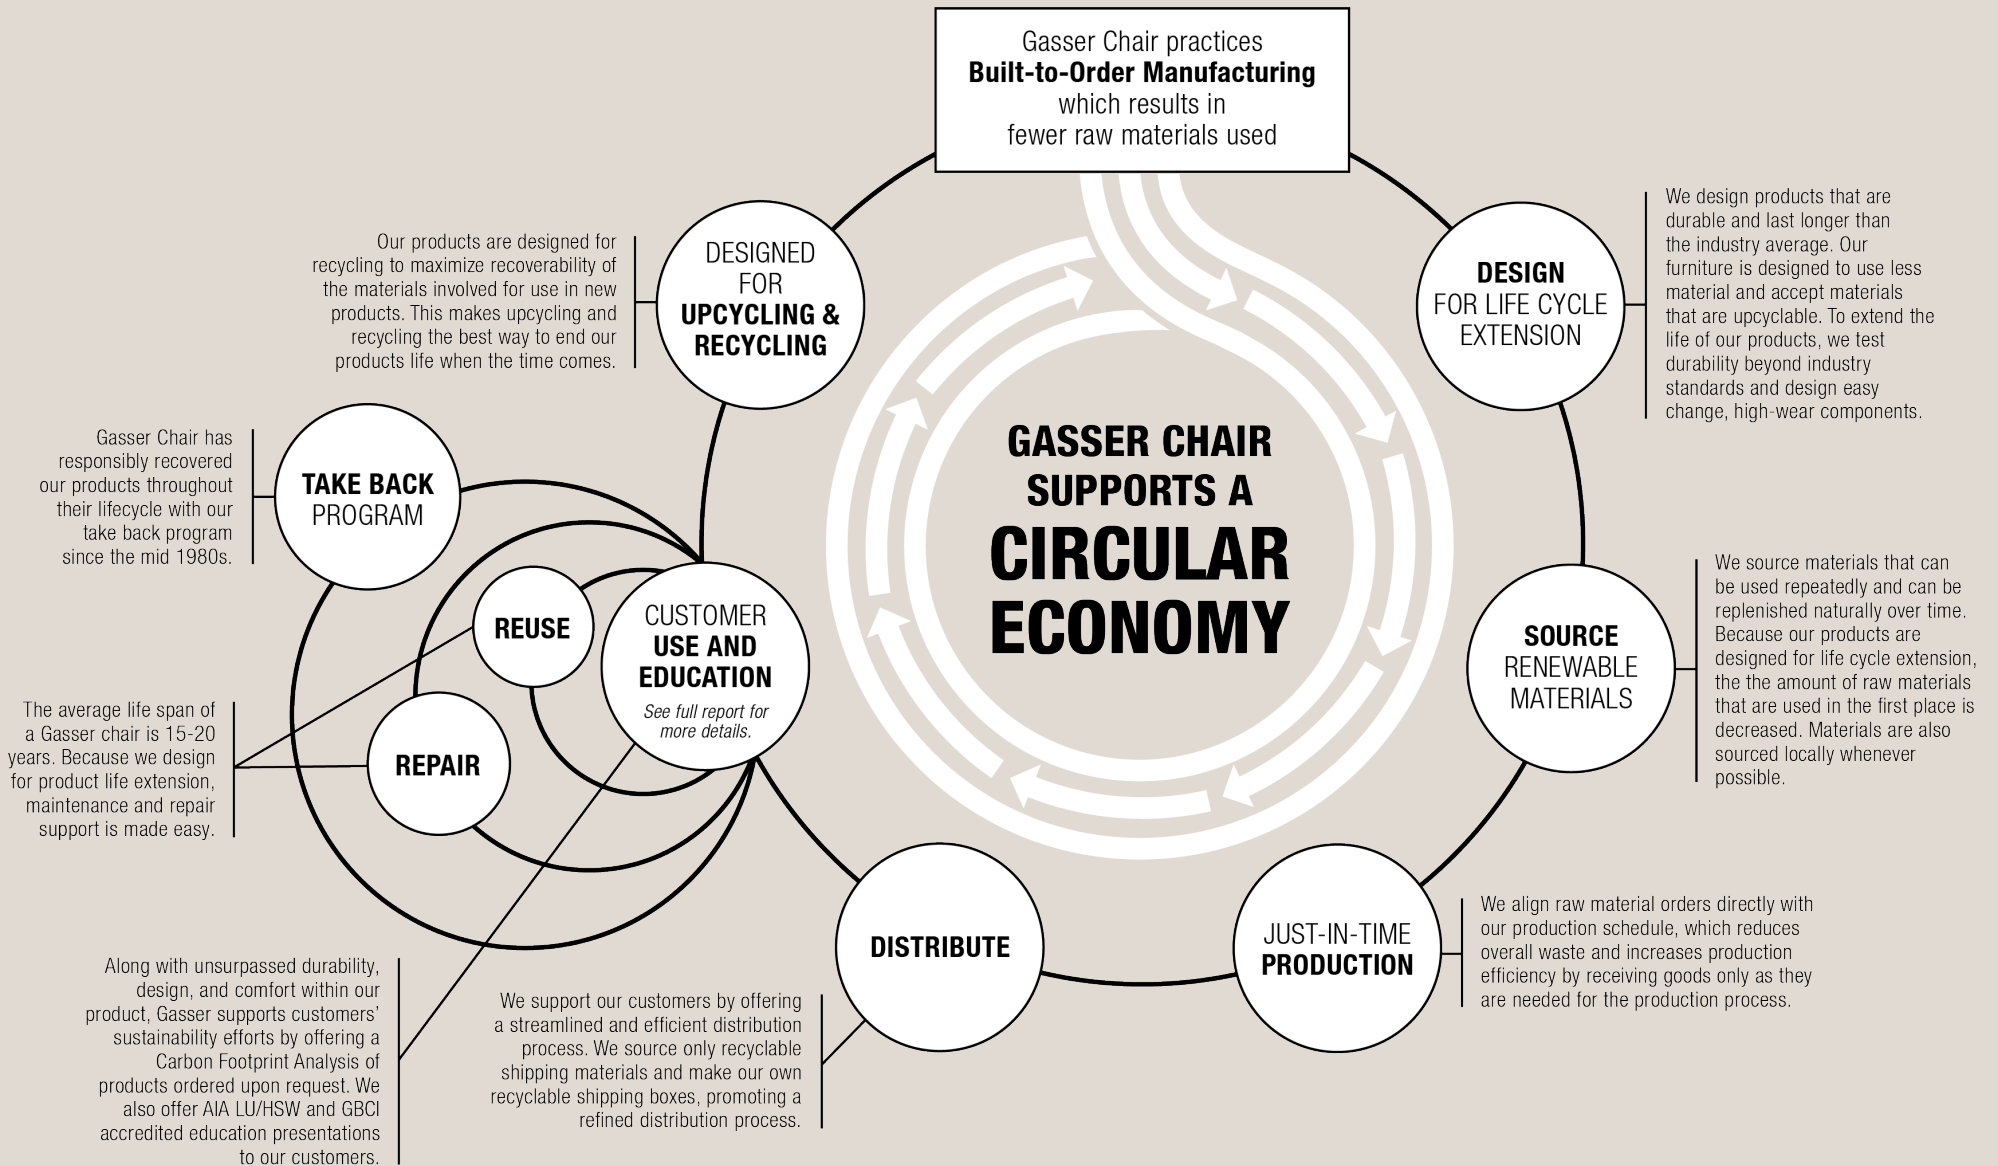 Gasser Chair practices
Built-to-Order Manufacturing
which results in
fewer raw materials used
GASSER CHAIR
SUPPORTS A
CIRCULAR
ECONOMY
DESIGN
FOR LIFE CYCLE
EXTENSION
We design products that are
durable and last longer than
the industry average. Our
furniture is designed to use less
material and accept materials
that are upcyclable. To extend the
life of our products, we test
durability beyond industry
standards and design easy
change, high-wear components.
SOURCE
RENEWABLE
MATERIALS
We source materials that can
be used repeatedly and can be
replenished naturally over time.
Because our products are
designed for life cycle extension,
the the amount of raw materials
that are used in the first place is
decreased. Materials are also
sourced locally whenever
possible.
JUST-IN-TIME
PRODUCTION
We align raw material orders directly with
our production schedule, which reduces
overall waste and increases production
efficiency by receiving goods only as they
are needed for the production process.
DISTRIBUTE
We support our customers by offering
a streamlined and efficient distribution
process. We source only recyclable
shipping materials and make our own
recyclable shipping boxes, promoting a
refined distribution process.
CUSTOMER
USE AND
EDUCATION
See full report for
more details.
Along with unsurpassed durability,
design, and comfort within our
product, Gasser supports customers'
sustainability efforts by offering a
Carbon Footprint Analysis of
products ordered upon request. We
also offer AIA LU/HSW and GBCI
accredited education presentations
to our customers.
REUSE
REPAIR
The average life span of
a Gasser chair is 15-20
years. Because we design
for product life extension,
maintenance and repair
support is made easy.
TAKE BACK
PROGRAM
Gasser Chair has
responsibly recovered
our products throughout
their lifecycle with our
take back program
since the mid 1980s.
DESIGNED
FOR
UPCYCLING &
RECYCLING
Our products are designed for
recycling to maximize recoverability of
the materials involved for use in new
products. This makes upcycling and
recycling the best way to end our
products life when the time comes.